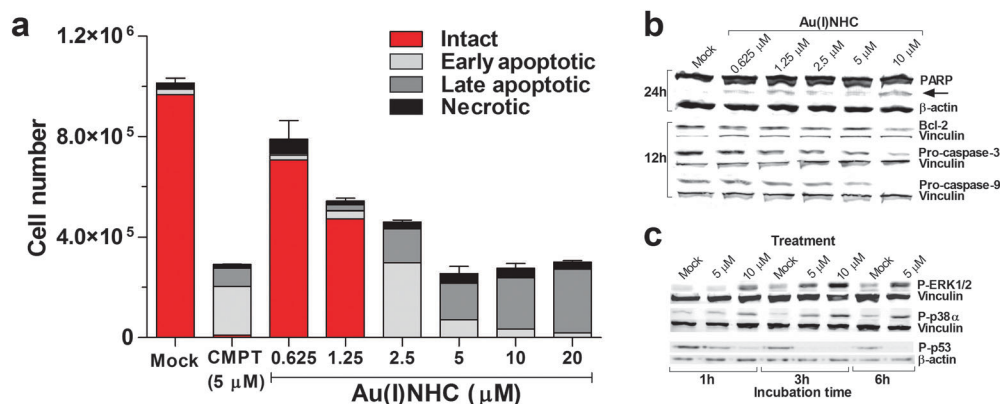 a
1.2×10⁶
8.0×10⁵
4.0×10⁵
0
Cell number
Intact
Early apoptotic
Late apoptotic
Necrotic
Mock
CMPT
(5 µM)
0.625
1.25
2.5
5
10
20
Au(I)NHC (µM)
b
Au(I)NHC
Mock
0.625 µM
1.25 µM
2.5 µM
5 µM
10 µM
24h
PARP
β-actin
12h
Bcl-2
Vinculin
Pro-caspase-3
Vinculin
Pro-caspase-9
Vinculin
c
Treatment
Mock
5 µM
10 µM
Mock
5 µM
10 µM
Mock
5 µM
P-ERK1/2
Vinculin
P-p38α
Vinculin
P-p53
β-actin
1h
3h
6h
Incubation time